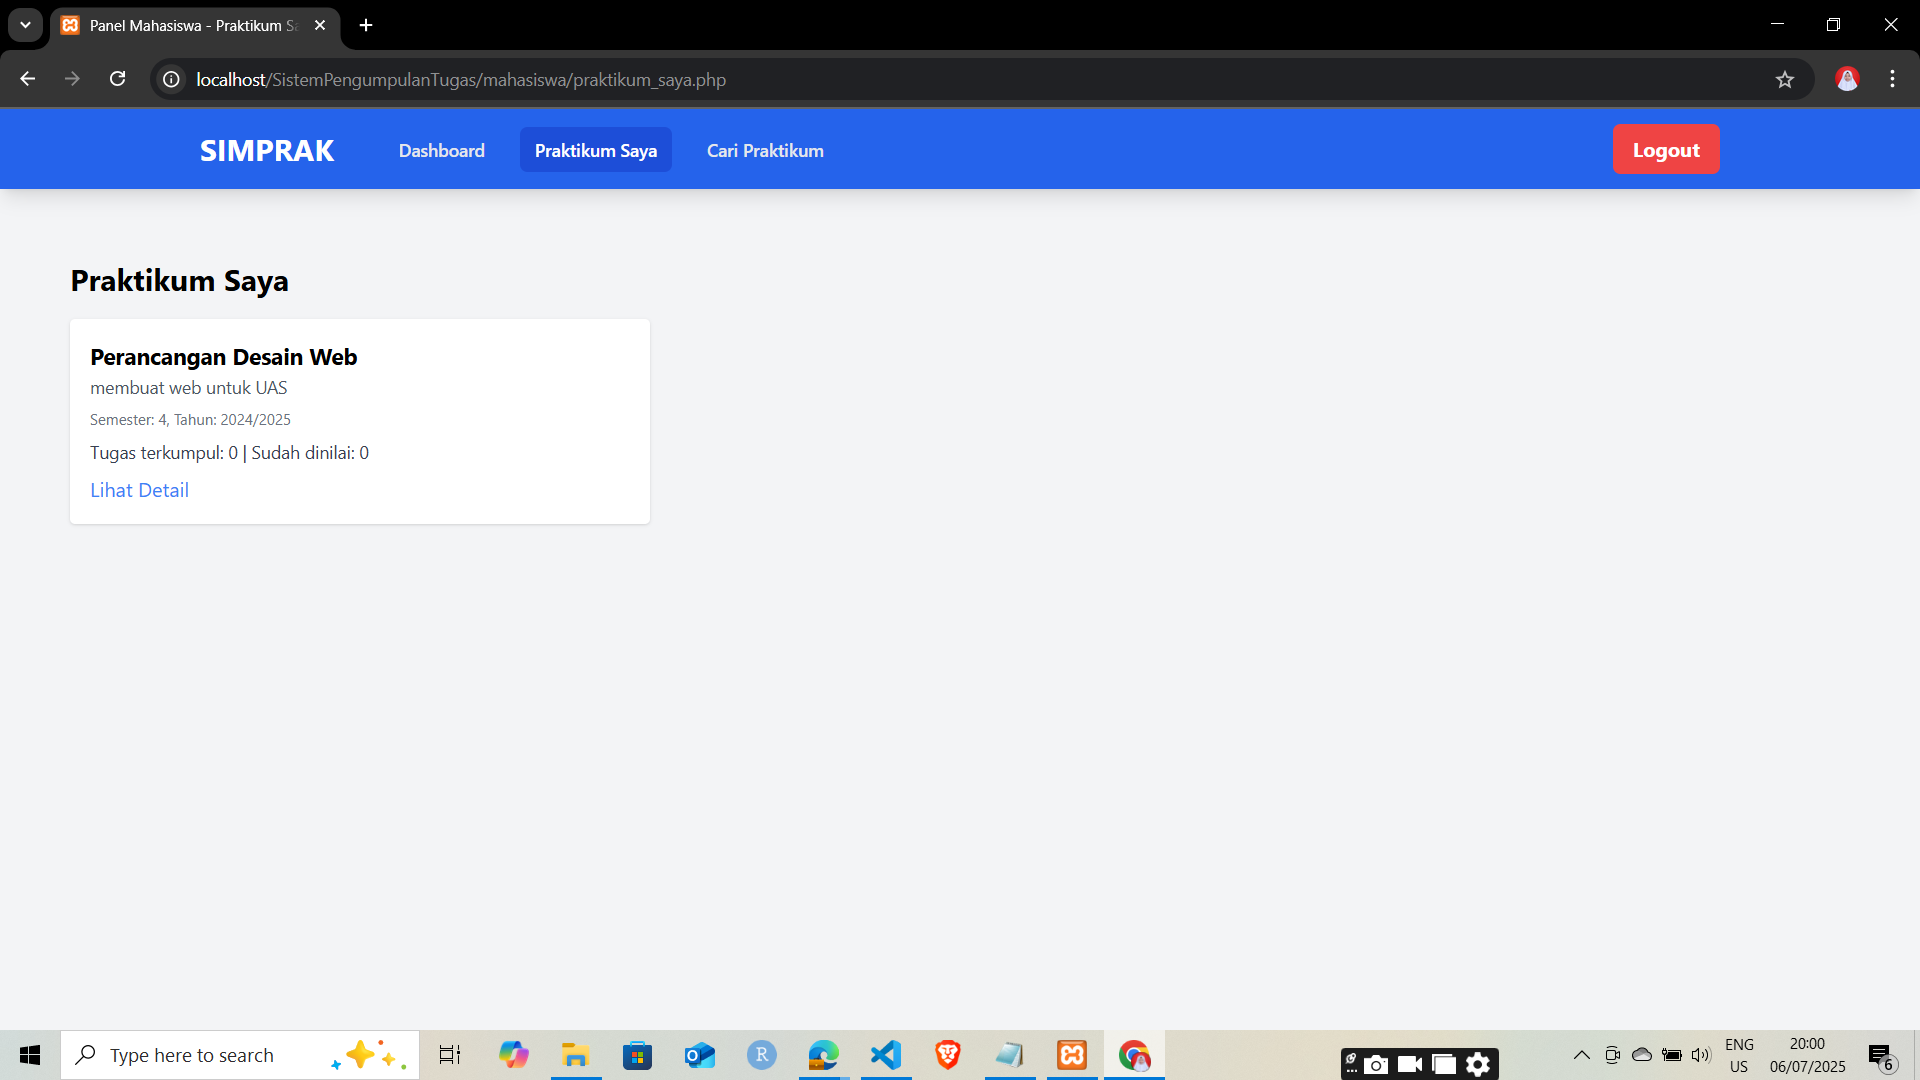 Panel Mahasiswa - Praktikum Sa
localhost/SistemPengumpulanTugas/mahasiswa/praktikum_saya.php
SIMPRAK
Dashboard
Praktikum Saya
Cari Praktikum
Logout
Praktikum Saya
Perancangan Desain Web
membuat web untuk UAS
Semester: 4, Tahun: 2024/2025
Tugas terkumpul: 0 | Sudah dinilai: 0
Lihat Detail
Type here to search
R
ENG
US
20:00
06/07/2025
6